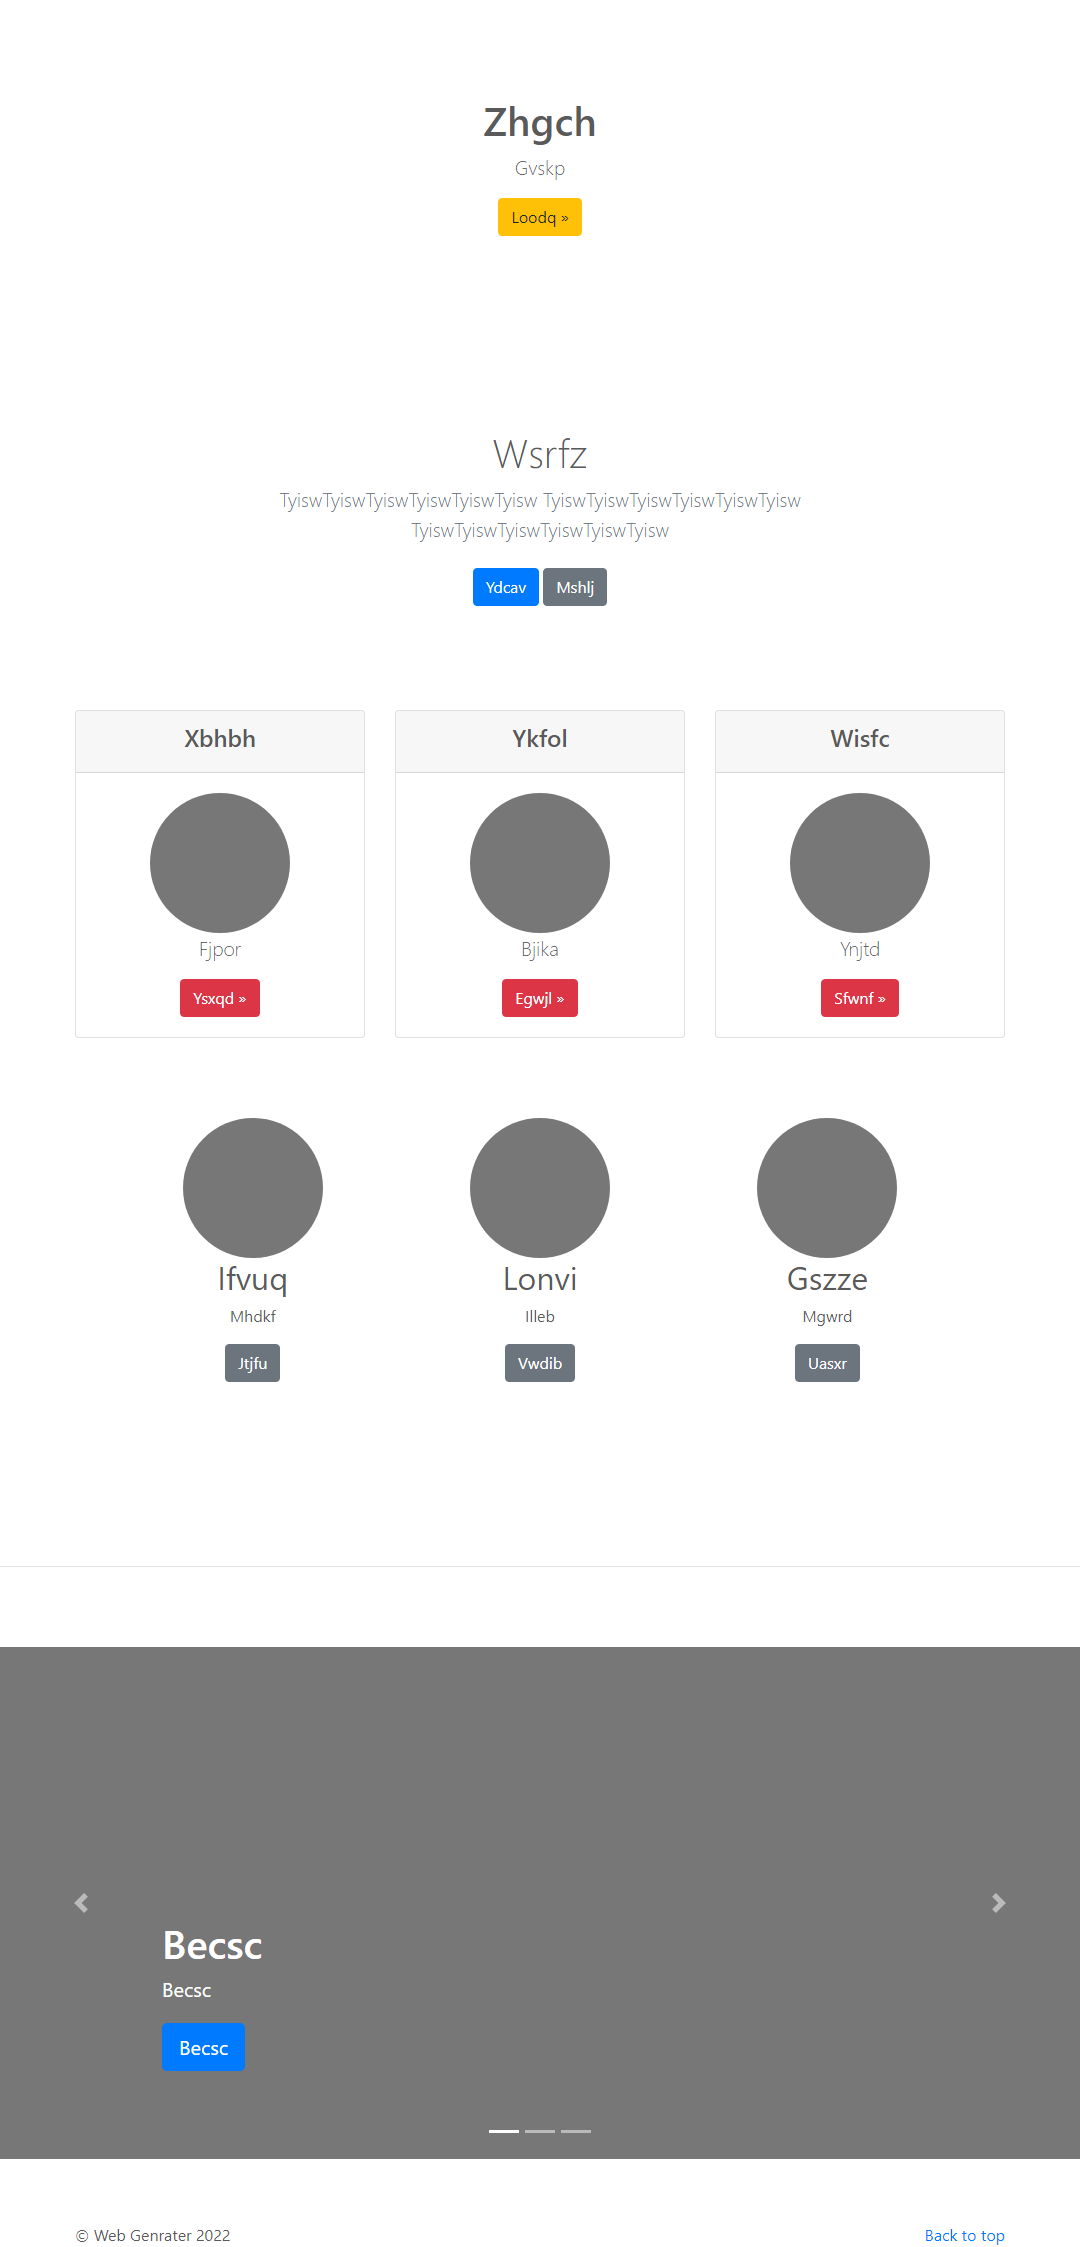 Zhgch
Gvskp
Loodq »
Wsrfz
TyiswTyiswTyiswTyiswTyiswTyisw TyiswTyiswTyiswTyiswTyiswTyisw
TyiswTyiswTyiswTyiswTyiswTyisw
Ydcav Mshlj
Xbhbh
Fjpor
Ysxqd »
Ykfol
Bjika
Egwjl »
Wisfc
Ynjtd
Sfwnf »
Ifvuq
Mhdkf
Jtjfu
Lonvi
Illeb
Vwdib
Gszze
Mgwrd
Uasxr
Becsc
Becsc
Becsc
© Web Genrater 2022
Back to top